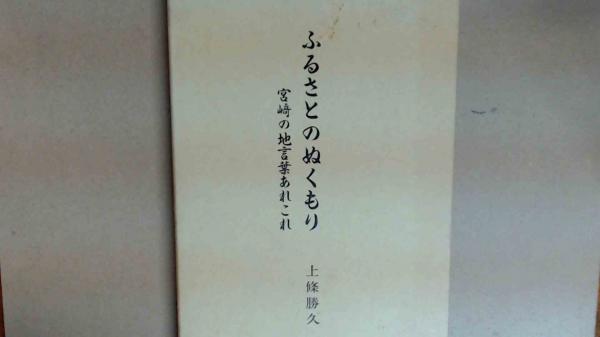 ふるさとのぬくもり
宮﨑の地言葉あれこれ
上條勝久